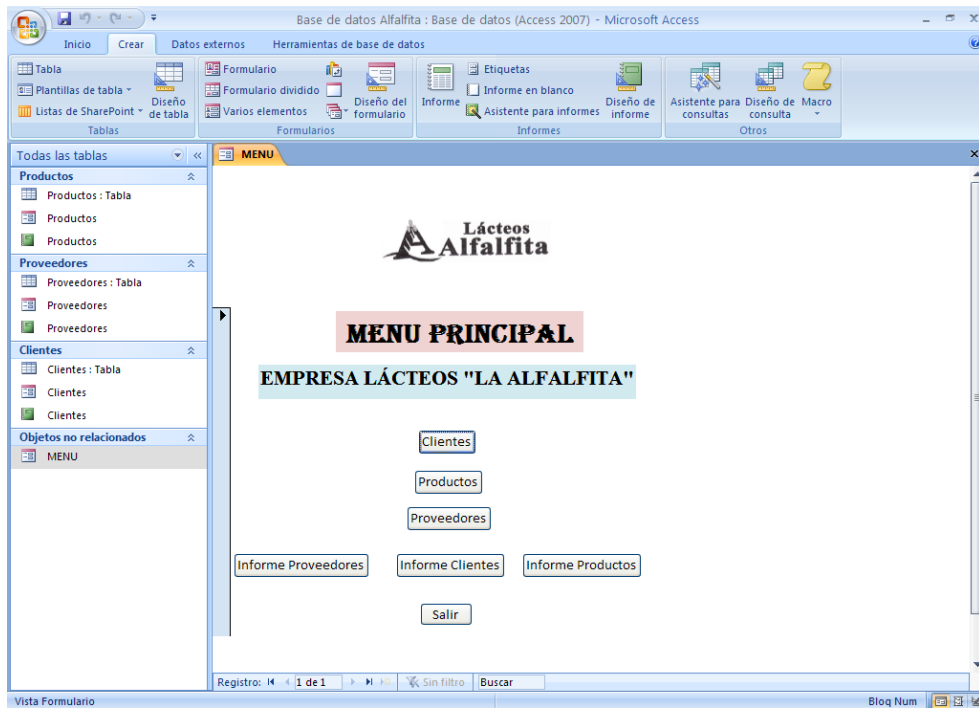 Base de datos Alfalfita : Base de datos (Access 2007) - Microsoft Access
Inicio Crear Datos externos Herramientas de base de datos
Tabla
Plantillas de tabla
Listas de SharePoint
Diseño de tabla
Tablas
Formulario
Formulario dividido
Varios elementos
Diseño del formulario
Formularios
Informe
Etiquetas
Informe en blanco
Asistente para informes
Diseño de informe
Informes
Asistente para consultas
Diseño de consulta
Macro
Otros
Todas las tablas
Productos
Productos : Tabla
Productos
Productos
Proveedores
Proveedores : Tabla
Proveedores
Proveedores
Clientes
Clientes : Tabla
Clientes
Clientes
Objetos no relacionados
MENU
MENU
Lácteos
Alfalfita
MENU PRINCIPAL
EMPRESA LÁCTEOS "LA ALFALFITA"
Clientes
Productos
Proveedores
Informe Proveedores Informe Clientes Informe Productos
Salir
Registro: 1 de 1 Sin filtro Buscar
Vista Formulario Bloq Num